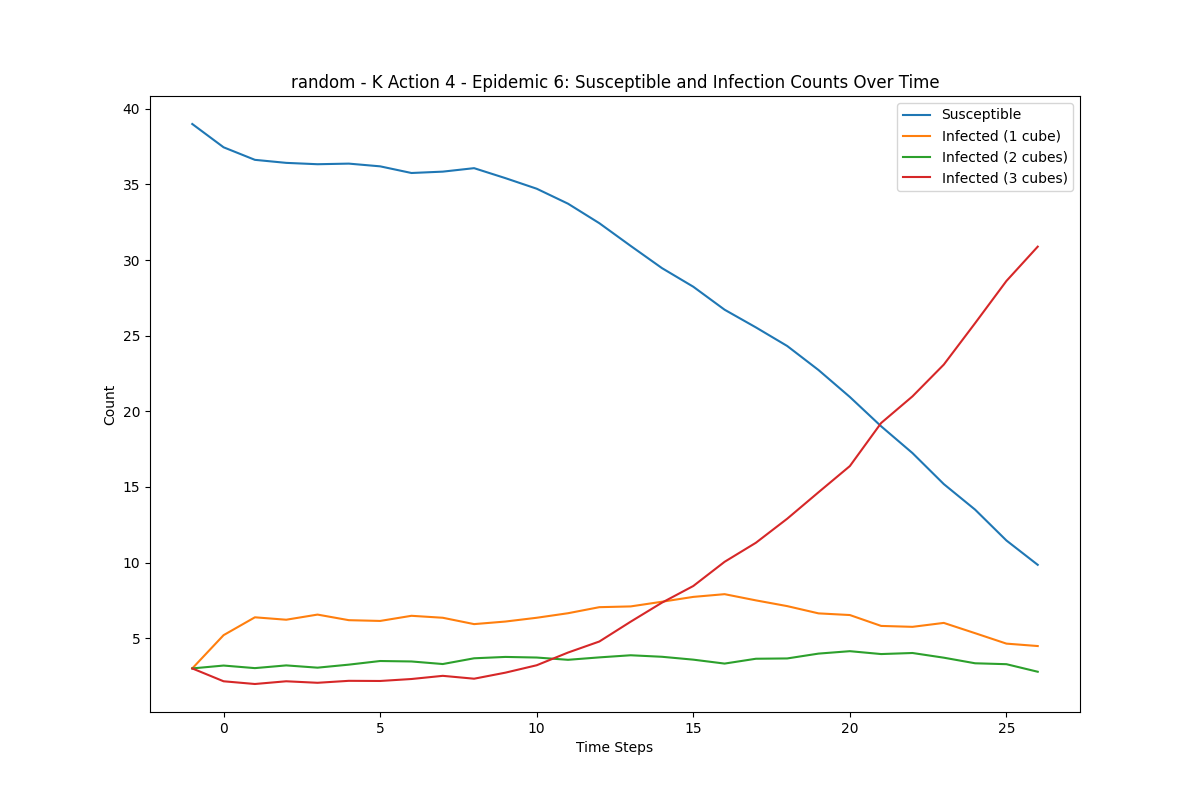 random - K Action 4 - Epidemic 6: Susceptible and Infection Counts Over Time
Susceptible
Infected (1 cube)
Infected (2 cubes)
Infected (3 cubes)
40
35
30
25
20
15
10
5
Count
0 5 10 15 20 25
Time Steps